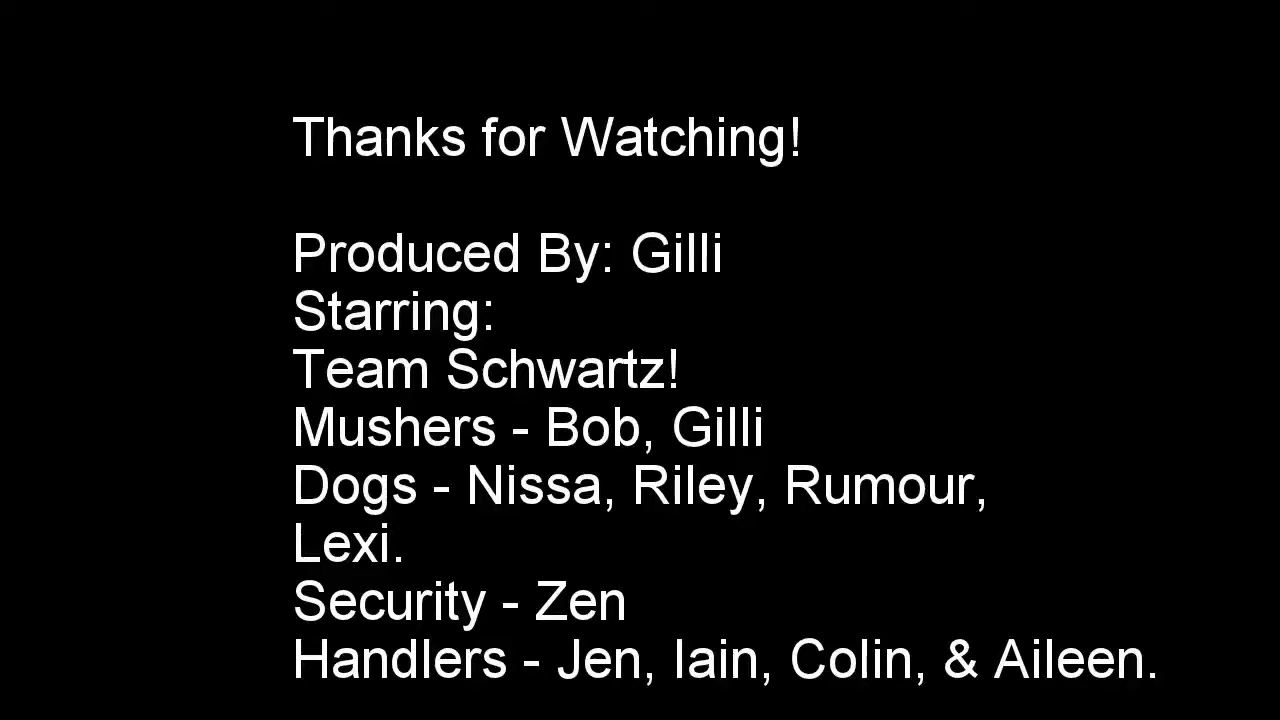 Thanks for Watching!
Produced By: Gilli
Starring:
Team Schwartz!
Mushers - Bob, Gilli
Dogs - Nissa, Riley, Rumour,
Lexi.
Security - Zen
Handlers - Jen, Iain, Colin, & Aileen.